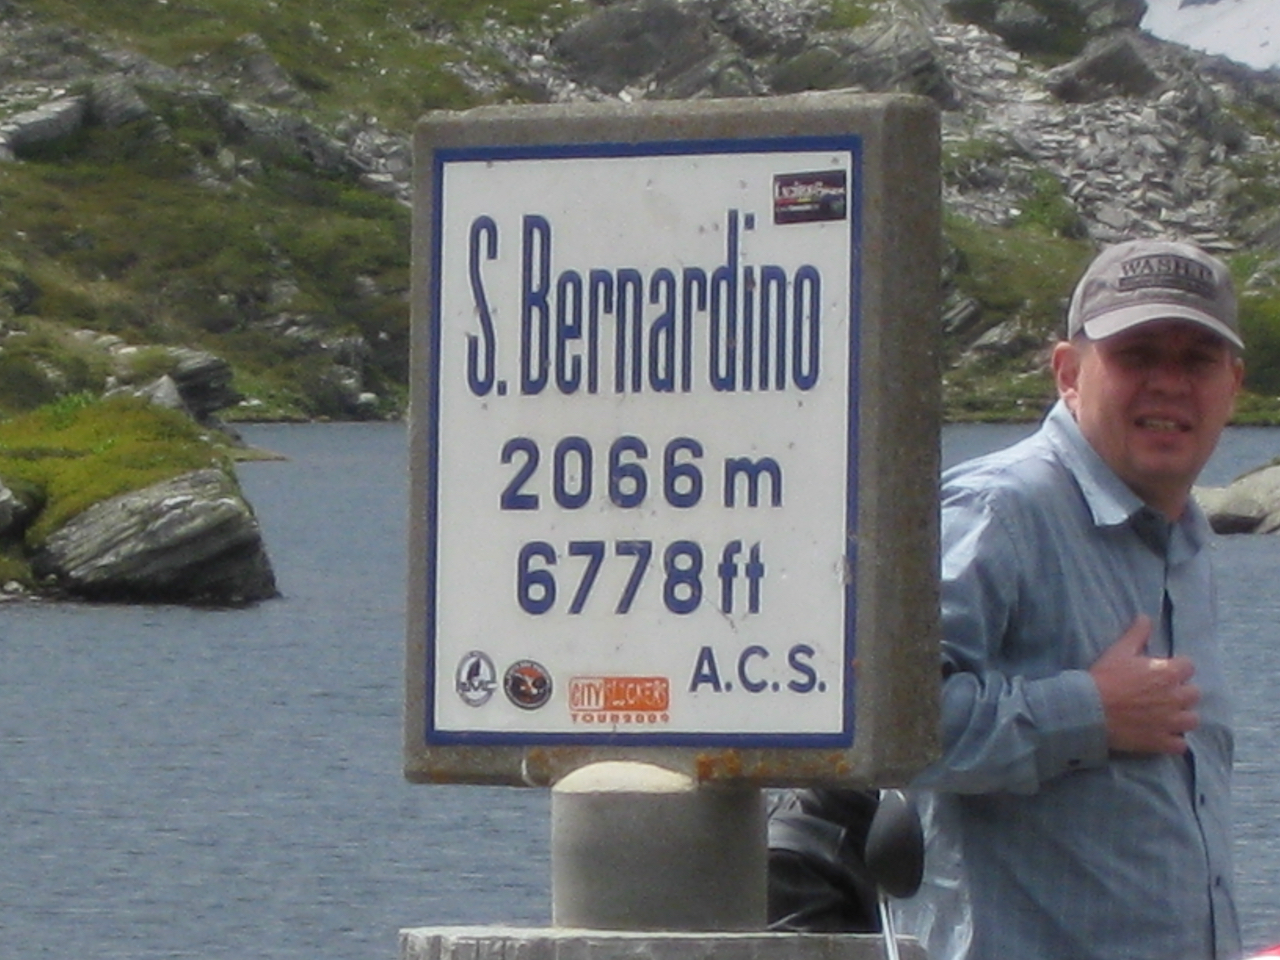 S. Bernardino
2066 m
6778 ft
A.C.S.
CITY SLICKERS
TOUR 2009